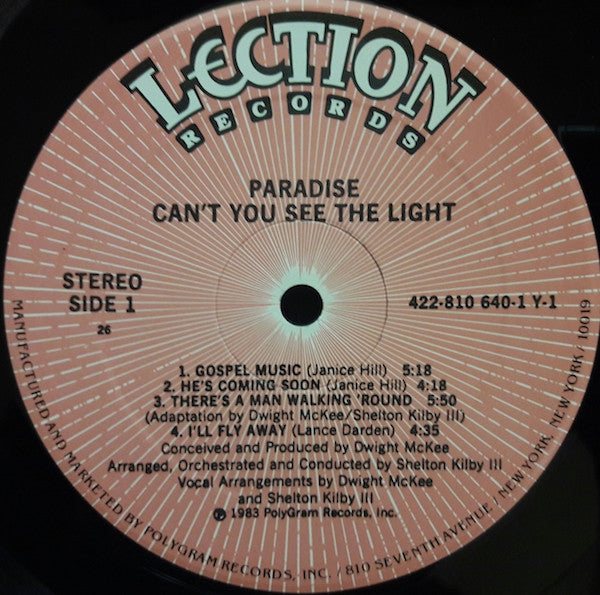 LECTION
RECORDS
PARADISE
CAN'T YOU SEE THE LIGHT
STEREO
SIDE 1
26
422-810 640-1 Y-1
1. GOSPEL MUSIC (Janice Hill) 5:18
2. HE'S COMING SOON (Janice Hill) 4:18
3. THERE'S A MAN WALKING 'ROUND 5:50
(Adaptation by Dwight McKee/Shelton Kilby III)
4. I'LL FLY AWAY (Lance Darden) 4:35
Conceived and Produced by Dwight McKee
Arranged, Orchestrated and Conducted by Shelton Kilby III
Vocal Arrangements by Dwight McKee
and Shelton Kilby III
℗ 1983 PolyGram Records, Inc.
MANUFACTURED AND MARKETED BY POLYGRAM RECORDS, INC. / 810 SEVENTH AVENUE / NEW YORK, NEW YORK / 10019